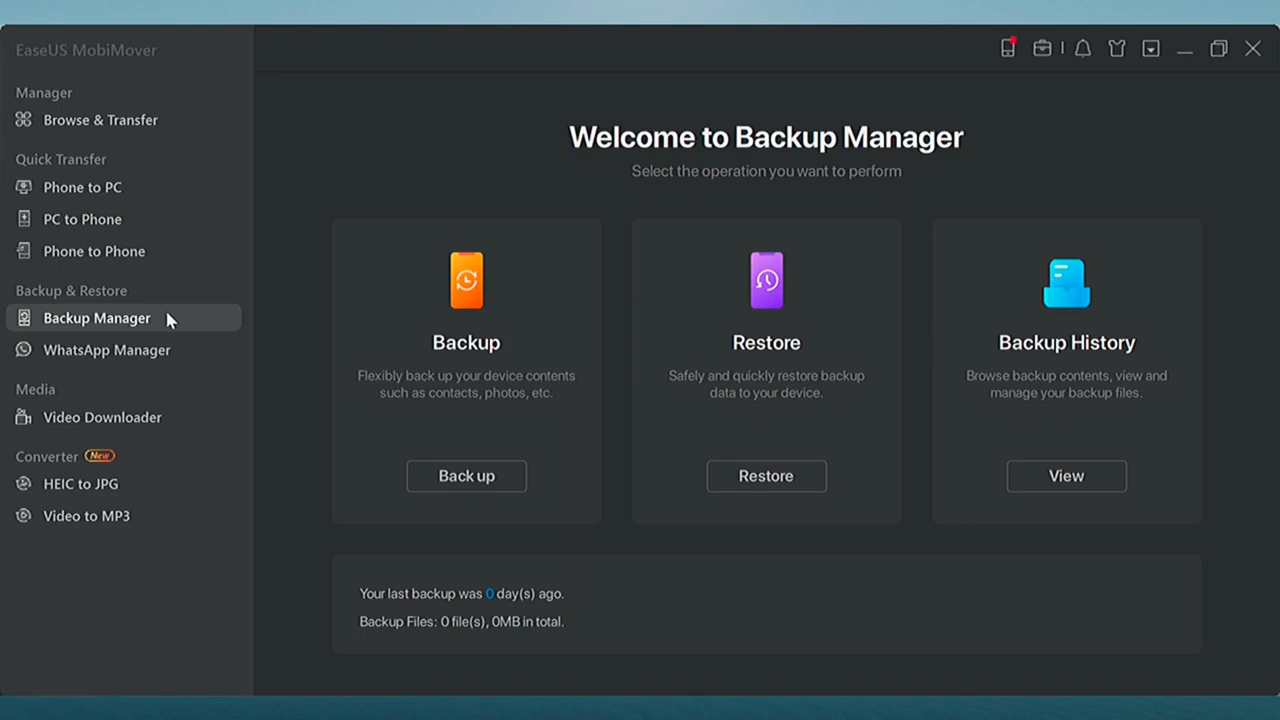 EaseUS MobiMover
Manager
Browse & Transfer
Quick Transfer
Phone to PC
PC to Phone
Phone to Phone
Backup & Restore
Backup Manager
WhatsApp Manager
Media
Video Downloader
Converter New
HEIC to JPG
Video to MP3
Welcome to Backup Manager
Select the operation you want to perform
Backup
Flexibly back up your device contents
such as contacts, photos, etc.
Back up
Restore
Safely and quickly restore backup
data to your device.
Restore
Backup History
Browse backup contents, view and
manage your backup files.
View
Your last backup was 0 day(s) ago.
Backup Files: 0 file(s), 0MB in total.